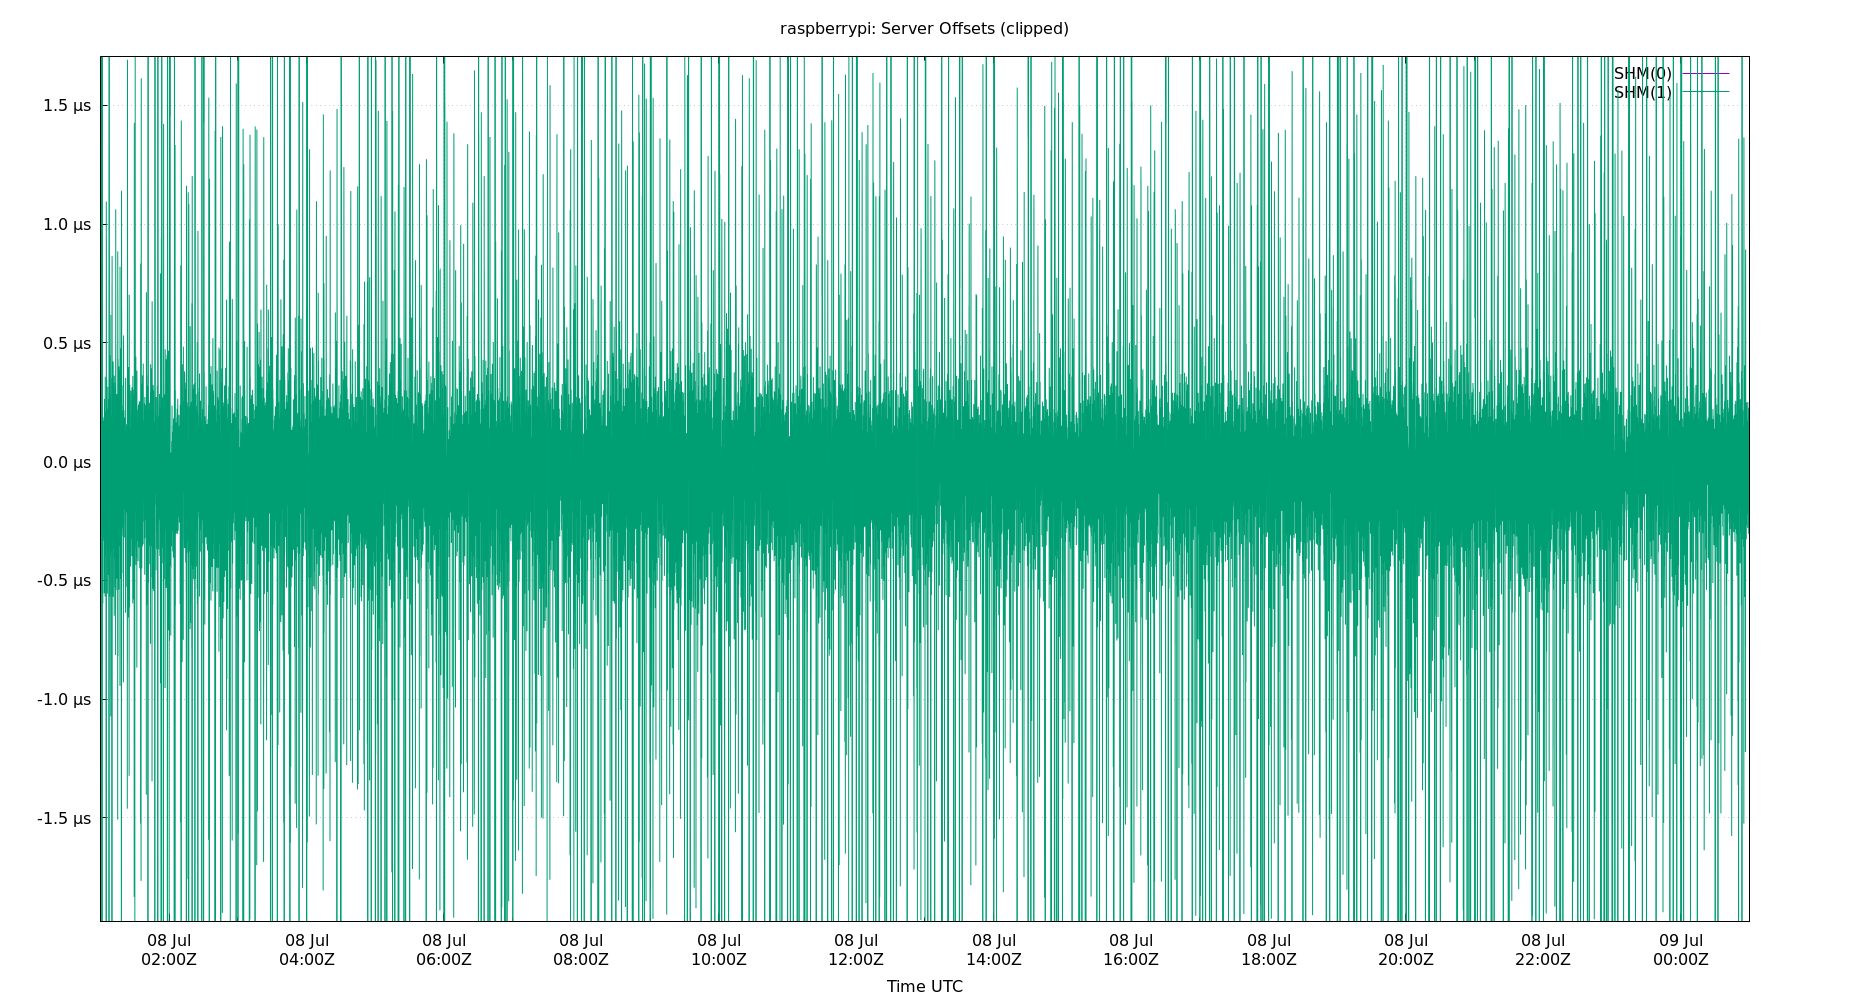 raspberrypi: Server Offsets (clipped)
SHM(0)
SHM(1)
1.5 µs
1.0 µs
0.5 µs
0.0 µs
-0.5 µs
-1.0 µs
-1.5 µs
08 Jul 08 Jul 08 Jul 08 Jul 08 Jul 08 Jul 08 Jul 08 Jul 08 Jul 08 Jul 08 Jul 09 Jul
02:00Z 04:00Z 06:00Z 08:00Z 10:00Z 12:00Z 14:00Z 16:00Z 18:00Z 20:00Z 22:00Z 00:00Z
Time UTC